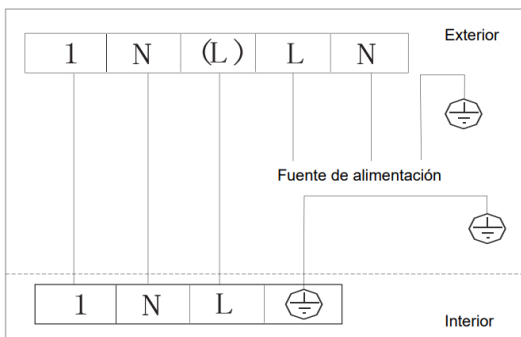 Exterior
1 N (L) L N
Fuente de alimentación
1 N L
Interior